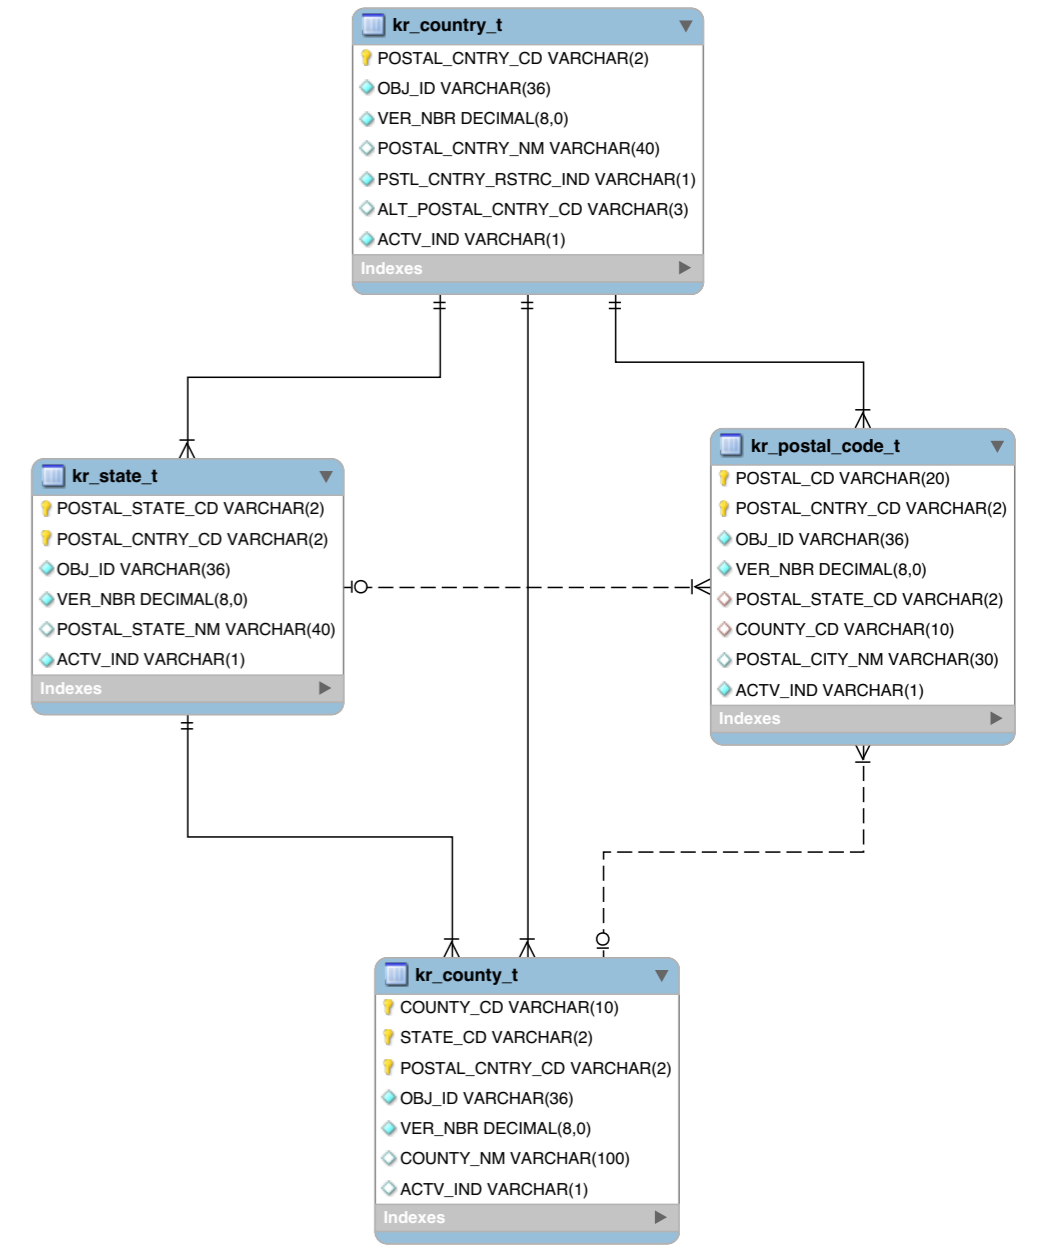 kr_country_t
POSTAL_CNTRY_CD VARCHAR(2)
OBJ_ID VARCHAR(36)
VER_NBR DECIMAL(8,0)
POSTAL_CNTRY_NM VARCHAR(40)
PSTL_CNTRY_RSTRC_IND VARCHAR(1)
ALT_POSTAL_CNTRY_CD VARCHAR(3)
ACTV_IND VARCHAR(1)
Indexes
kr_state_t
POSTAL_STATE_CD VARCHAR(2)
POSTAL_CNTRY_CD VARCHAR(2)
OBJ_ID VARCHAR(36)
VER_NBR DECIMAL(8,0)
POSTAL_STATE_NM VARCHAR(40)
ACTV_IND VARCHAR(1)
Indexes
kr_postal_code_t
POSTAL_CD VARCHAR(20)
POSTAL_CNTRY_CD VARCHAR(2)
OBJ_ID VARCHAR(36)
VER_NBR DECIMAL(8,0)
POSTAL_STATE_CD VARCHAR(2)
COUNTY_CD VARCHAR(10)
POSTAL_CITY_NM VARCHAR(30)
ACTV_IND VARCHAR(1)
Indexes
kr_county_t
COUNTY_CD VARCHAR(10)
STATE_CD VARCHAR(2)
POSTAL_CNTRY_CD VARCHAR(2)
OBJ_ID VARCHAR(36)
VER_NBR DECIMAL(8,0)
COUNTY_NM VARCHAR(100)
ACTV_IND VARCHAR(1)
Indexes